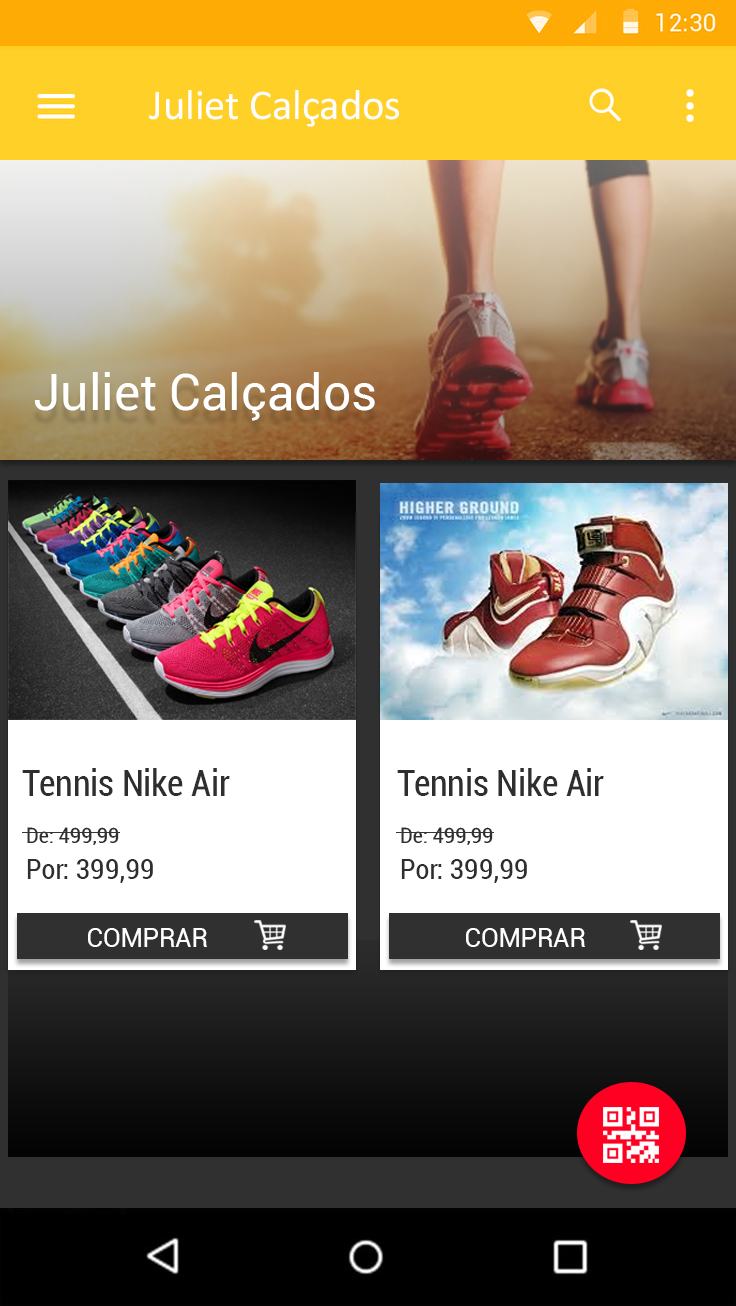 12:30
Juliet Calçados
Juliet Calçados
HIGHER GROUND
Tennis Nike Air
De: 499,99
Por: 399,99
COMPRAR
Tennis Nike Air
De: 499,99
Por: 399,99
COMPRAR